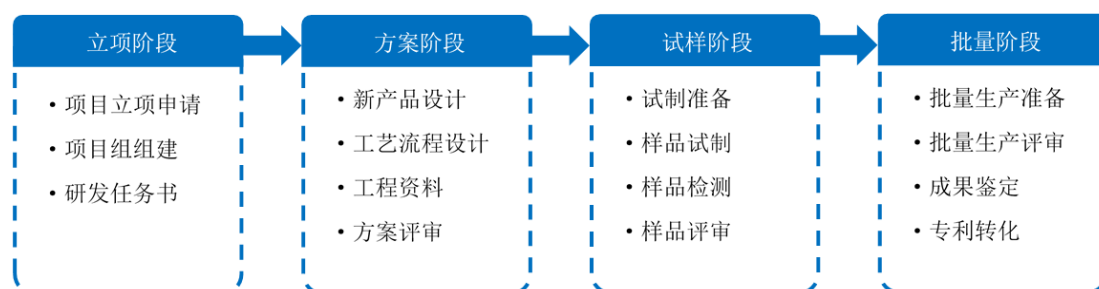 立项阶段
• 项目立项申请
• 项目组组建
• 研发任务书
方案阶段
• 新产品设计
• 工艺流程设计
• 工程资料
• 方案评审
试样阶段
• 试制准备
• 样品试制
• 样品检测
• 样品评审
批量阶段
• 批量生产准备
• 批量生产评审
• 成果鉴定
• 专利转化